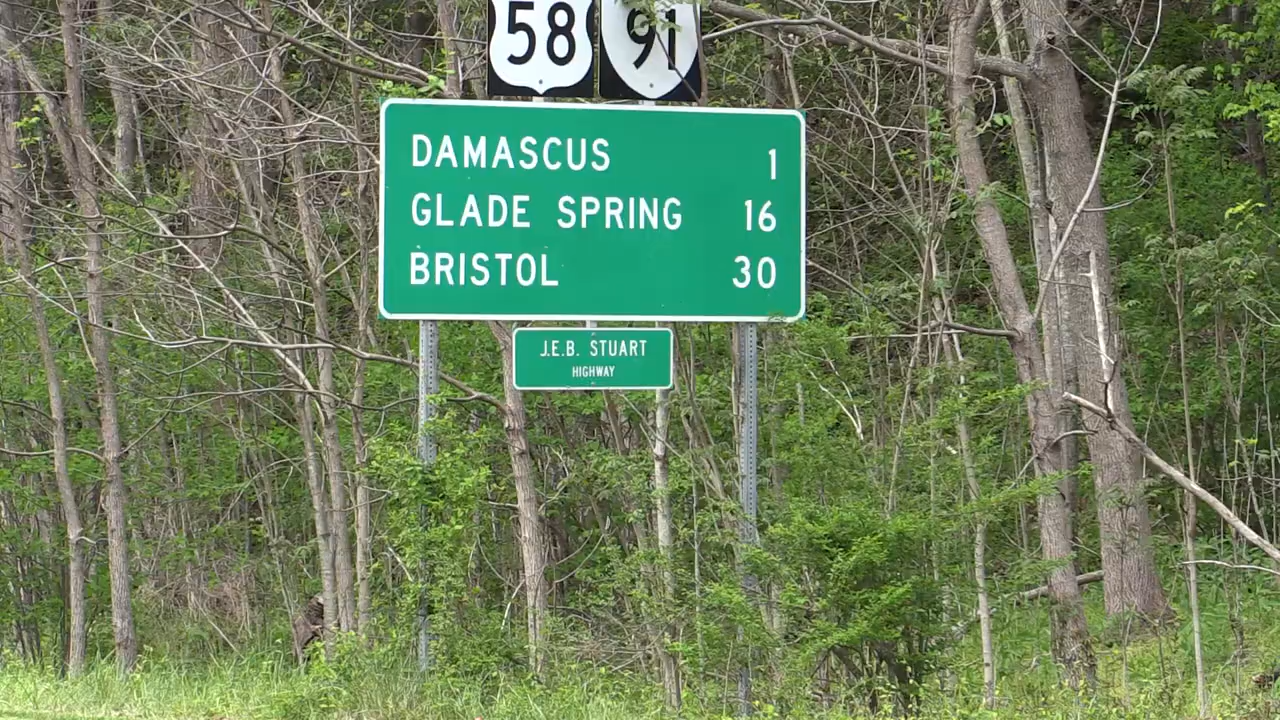 58 91
DAMASCUS 1
GLADE SPRING 16
BRISTOL 30
J.E.B. STUART
HIGHWAY